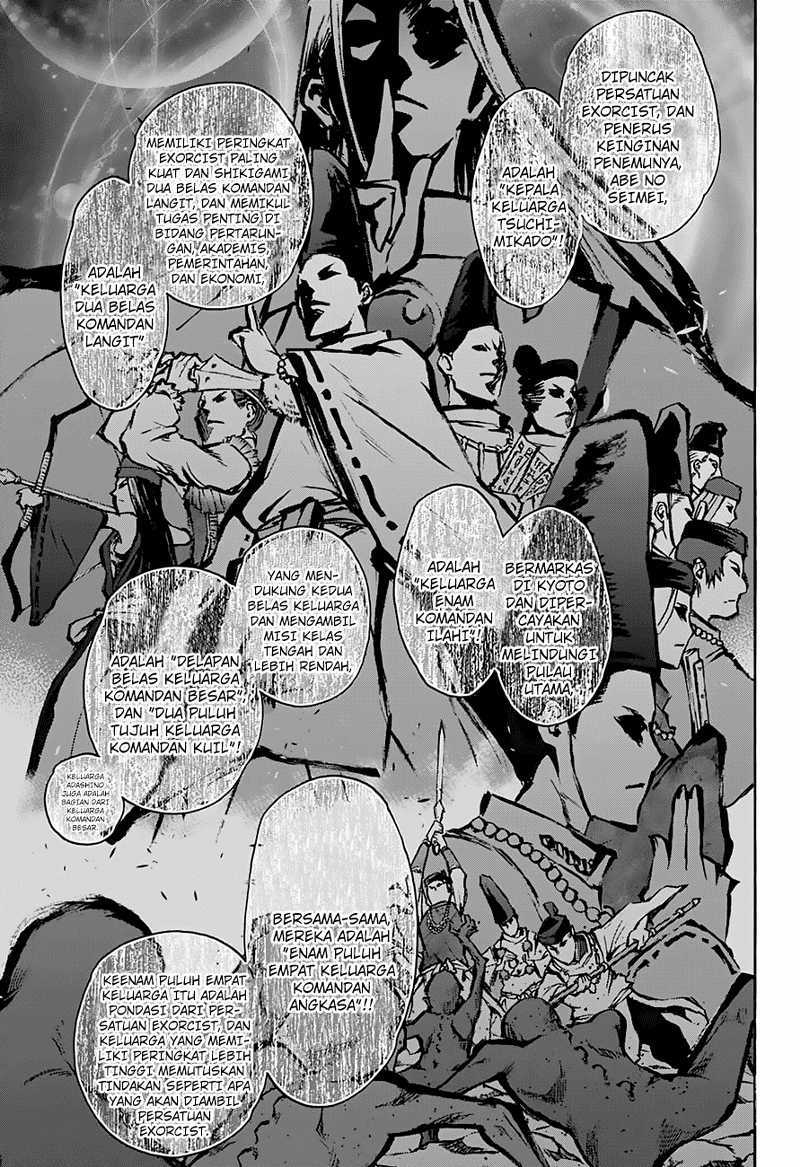 DIPUNCAK
PERSATUAN
EXORCIST, DAN
PENERUS
KEINGINAN
PENEMUNYA,
ABE NO
SEIMEI,
ADALAH
"KEPALA
KELUARGA
TSUCHI-
MIKADO"!
MEMILIKI PERINGKAT
EXORCIST PALING
KUAT DAN SHIKIGAMI
DUA BELAS KOMANDAN
LANGIT, DAN MEMIKUL
TUGAS PENTING DI
BIDANG PERTARUN-
GAN, AKADEMIS,
PEMERINTAHAN,
DAN EKONOMI,
ADALAH
"KELUARGA
DUA BELAS
KOMANDAN
LANGIT"
BERMARKAS
DI KYOTO
DAN DIPER-
CAYAKAN
UNTUK
MELINDUNGI
PULAU
UTAMA,
ADALAH
"KELUARGA
ENAM
KOMANDAN
ILAHI"!
YANG MEN-
DUKUNG KEDUA
BELAS KELUARGA
DAN MENGAMBIL
MISI KELAS
TENGAH DAN
LEBIH RENDAH,
ADALAH "DELAPAN
BELAS KELUARGA
KOMANDAN BESAR",
DAN "DUA PULUH
TUJUH KELUARGA
KOMANDAN KUIL"!
KELUARGA
ADASHINO
JUGA ADALAH
BAGIAN DARI
KELUARGA
KOMANDAN
BESAR.
BERSAMA-SAMA,
MEREKA ADALAH
"ENAM PULUH
EMPAT KELUARGA
KOMANDAN
ANGKASA"!!
KEENAM PULUH EMPAT
KELUARGA ITU ADALAH
PONDASI DARI PER-
SATUAN EXORCIST, DAN
KELUARGA YANG MEMI-
LIKI PERINGKAT LEBIH
TINGGI MEMUTUSKAN
TINDAKAN SEPERTI APA
YANG AKAN DIAMBIL
PERSATUAN
EXORCIST.